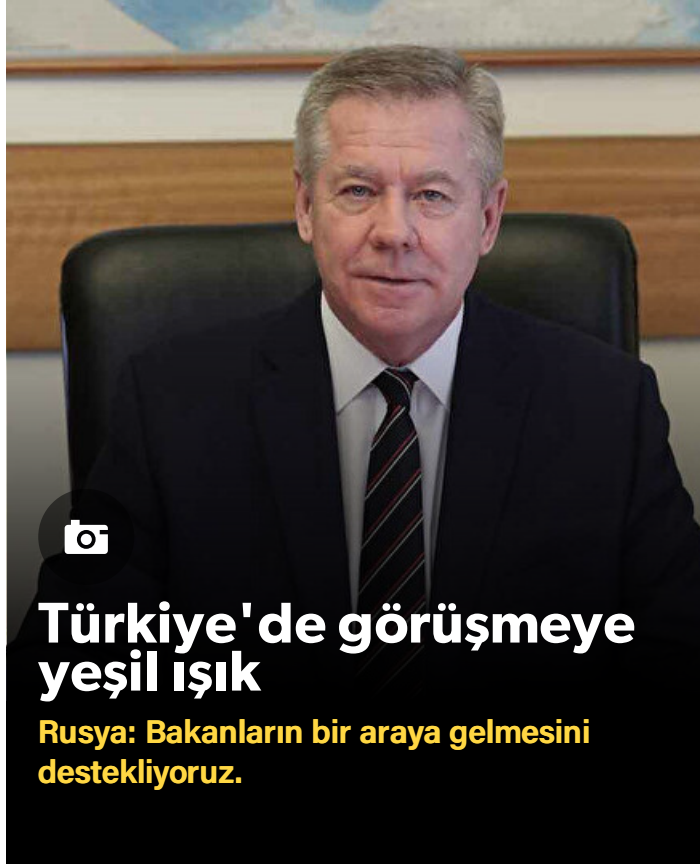 Türkiye'de görüşmeye
yeşil ışık
Rusya: Bakanların bir araya gelmesini
destekliyoruz.